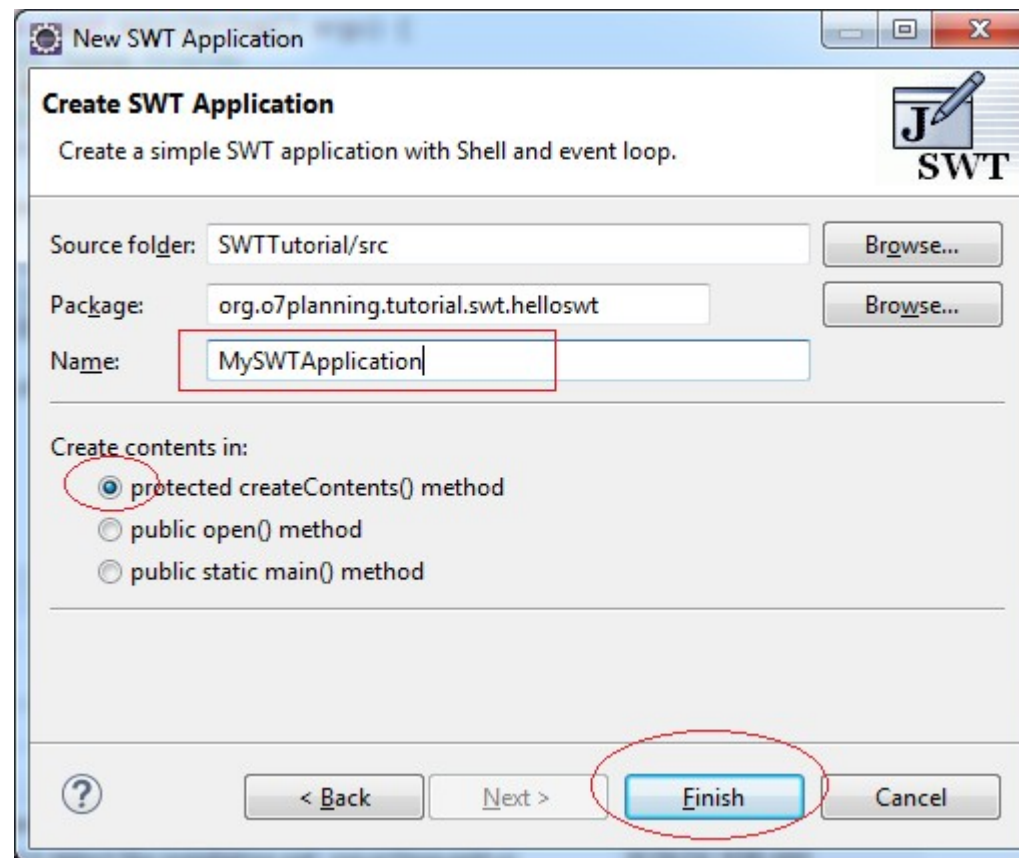 New SWT Application
Create SWT Application
Create a simple SWT application with Shell and event loop.
J
SWT
Source folder: SWTTutorial/src Browse...
Package: org.o7planning.tutorial.swt.helloswt Browse...
Name: MySWTApplication
Create contents in:
protected createContents() method
public open() method
public static main() method
? < Back Next > Finish Cancel